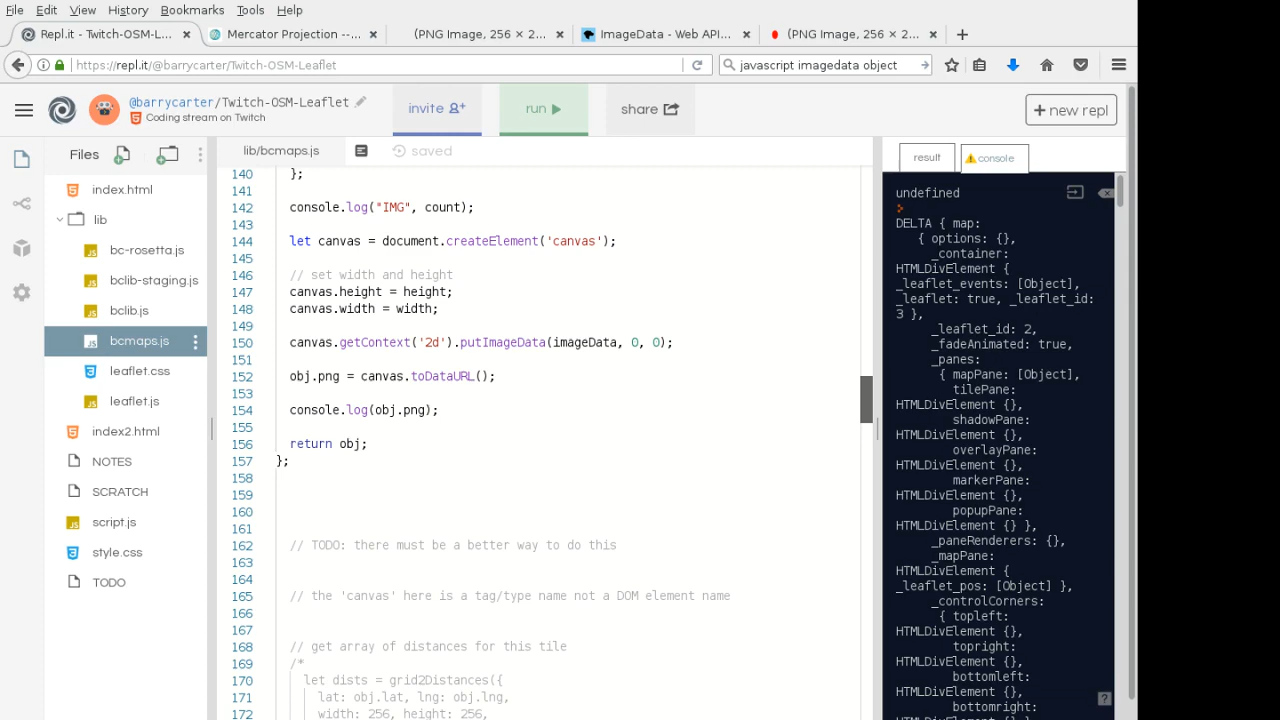 File Edit View History Bookmarks Tools Help
Repl.it - Twitch-OSM-L... × Mercator Projection --... × (PNG Image, 256 × 2... × ImageData - Web API... × (PNG Image, 256 × 2... ×
https://repl.it/@barrycarter/Twitch-OSM-Leaflet javascript imagedata object
@barrycarter/Twitch-OSM-Leaflet
Coding stream on Twitch
invite
run
share
+ new repl
Files
lib/bcmaps.js
saved
result
console
index.html
lib
bc-rosetta.js
bclib-staging.js
bclib.js
bcmaps.js
leaflet.css
leaflet.js
index2.html
NOTES
SCRATCH
script.js
style.css
TODO
140 };
141
142 console.log("IMG", count);
143
144 let canvas = document.createElement('canvas');
145
146 // set width and height
147 canvas.height = height;
148 canvas.width = width;
149
150 canvas.getContext('2d').putImageData(imageData, 0, 0);
151
152 obj.png = canvas.toDataURL();
153
154 console.log(obj.png);
155
156 return obj;
157 };
158
159
160
161
162 // TODO: there must be a better way to do this
163
164
165 // the 'canvas' here is a tag/type name not a DOM element name
166
167
168 // get array of distances for this tile
169 /*
170 let dists = grid2Distances({
171 lat: obj.lat, lng: obj.lng,
172 width: 256, height: 256,
undefined
DELTA { map:
{ options: {},
_container:
HTMLDivElement {
_leaflet_events: [Object],
_leaflet: true, _leaflet_id:
3 },
_leaflet_id: 2,
_fadeAnimated: true,
_panes:
{ mapPane: [Object],
tilePane:
HTMLDivElement {},
shadowPane:
HTMLDivElement {},
overlayPane:
HTMLDivElement {},
markerPane:
HTMLDivElement {},
popupPane:
HTMLDivElement {} },
_paneRenderers: {},
_mapPane:
HTMLDivElement {
_leaflet_pos: [Object] },
_controlCorners:
{ topleft:
HTMLDivElement {},
topright:
HTMLDivElement {},
bottomleft:
HTMLDivElement {},
bottomright:
HTMLDivElement {},